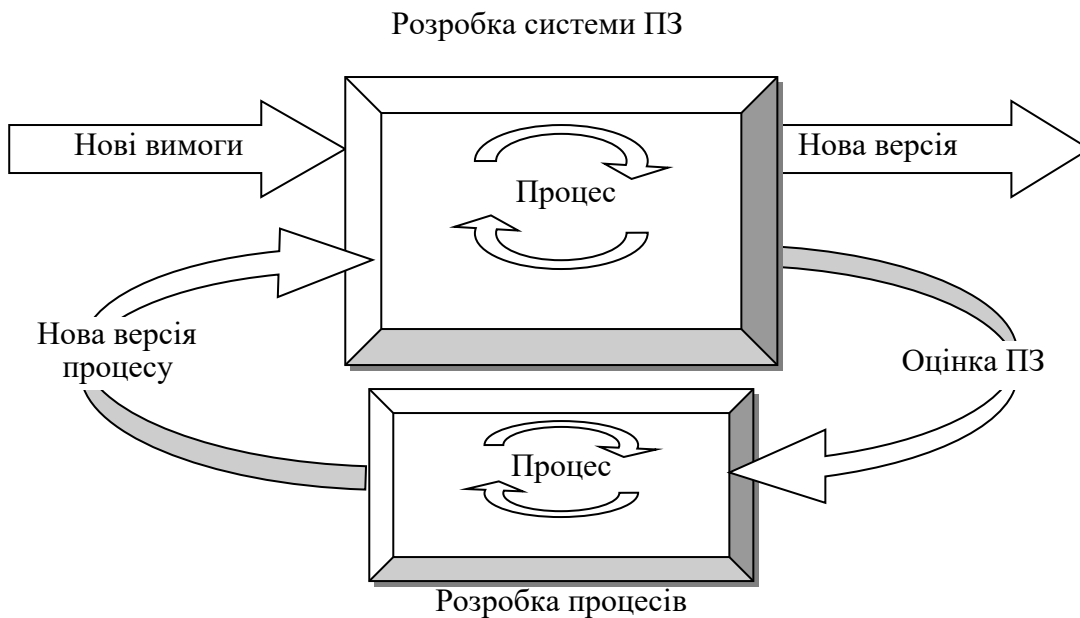 Розробка системи ПЗ
Нові вимоги
Нова версія
Процес
Нова версія
процесу
Оцінка ПЗ
Процес
Розробка процесів